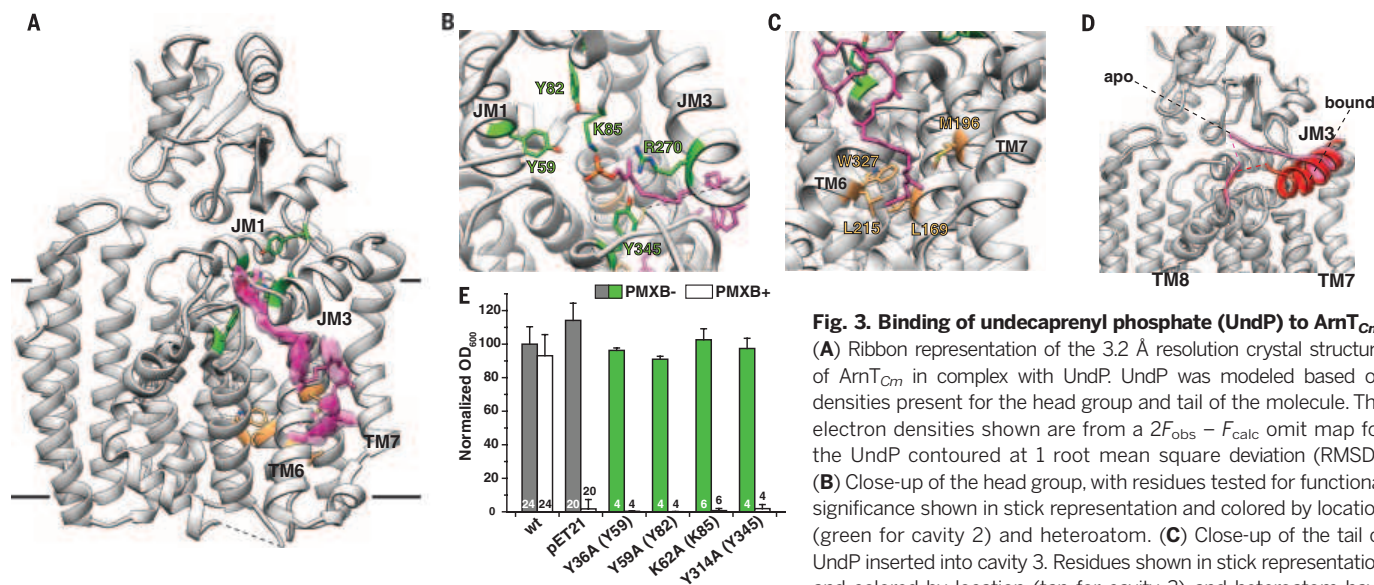 A
JM1
JM3
TM7
TM6
B
Y82
JM1
JM3
K85
R270
Y59
Y345
C
M196
TM7
W327
TM6
L215
L169
D
apo
bound
JM3
TM8
TM7
E
PMXB- PMXB+
Normalized OD600
120
100
80
60
40
20
0
24 24 20 20 4 4 4 4 6 6 4 4
wt
pET21
Y36A (Y59)
Y59A (Y82)
K62A (K85)
Y314A (Y345)
Fig. 3. Binding of undecaprenyl phosphate (UndP) to ArnTCm
(A) Ribbon representation of the 3.2 Å resolution crystal structur
of ArnTCm in complex with UndP. UndP was modeled based o
densities present for the head group and tail of the molecule. Th
electron densities shown are from a 2Fobs – Fcalc omit map fo
the UndP contoured at 1 root mean square deviation (RMSD)
(B) Close-up of the head group, with residues tested for functiona
significance shown in stick representation and colored by locatio
(green for cavity 2) and heteroatom. (C) Close-up of the tail o
UndP inserted into cavity 3. Residues shown in stick representatio